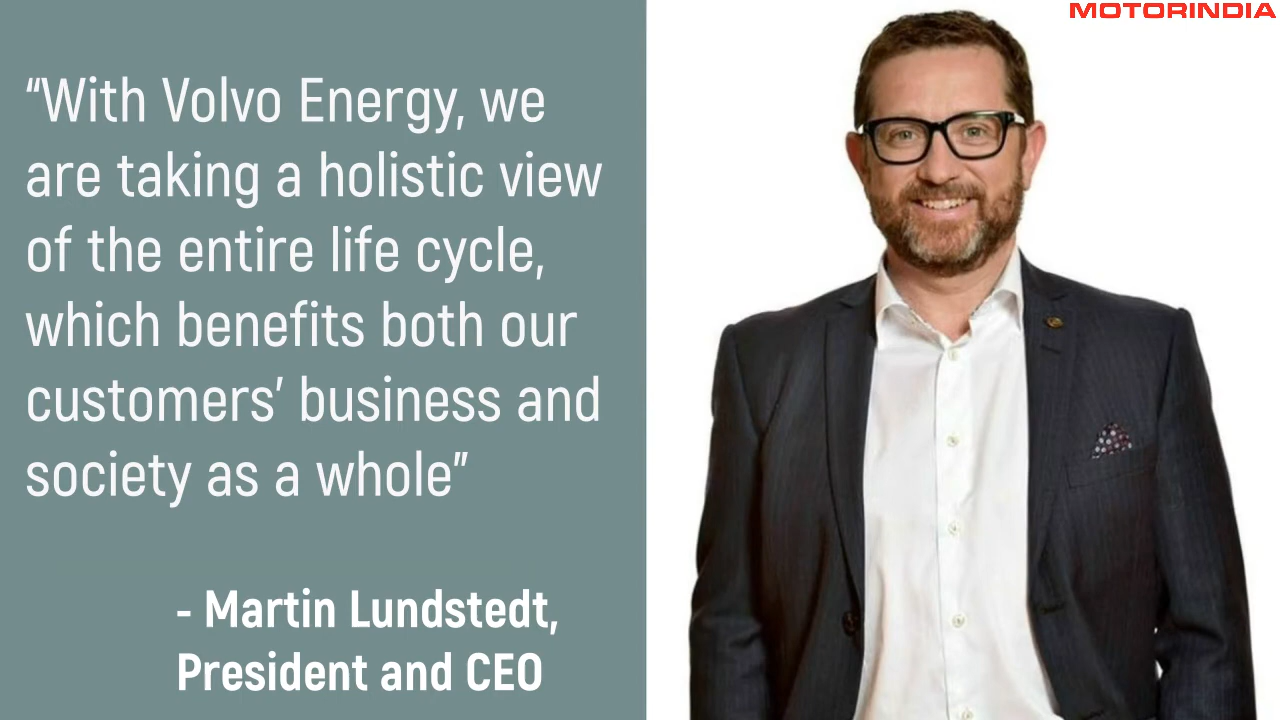 MOTORINDIA
“With Volvo Energy, we
are taking a holistic view
of the entire life cycle,
which benefits both our
customers’ business and
society as a whole”
- Martin Lundstedt,
President and CEO